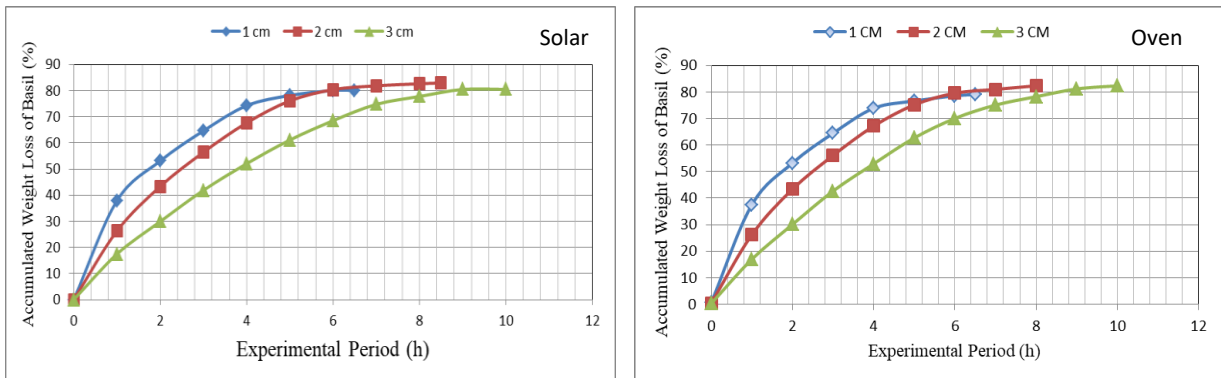 1 cm 2 cm 3 cm
Solar
Accumulated Weight Loss of Basil (%)
90
80
70
60
50
40
30
20
10
0
0 2 4 6 8 10 12
Experimental Period (h)
1 CM 2 CM 3 CM
Oven
Accumulated Weight Loss of Basil (%)
90
80
70
60
50
40
30
20
10
0
0 2 4 6 8 10 12
Experimental Period (h)